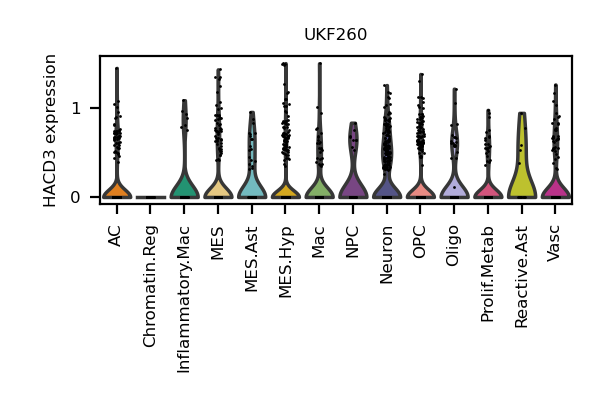 UKF260
HACD3 expression
1
0
AC
Chromatin.Reg
Inflammatory.Mac
MES
MES.Ast
MES.Hyp
Mac
NPC
Neuron
OPC
Oligo
Prolif.Metab
Reactive.Ast
Vasc